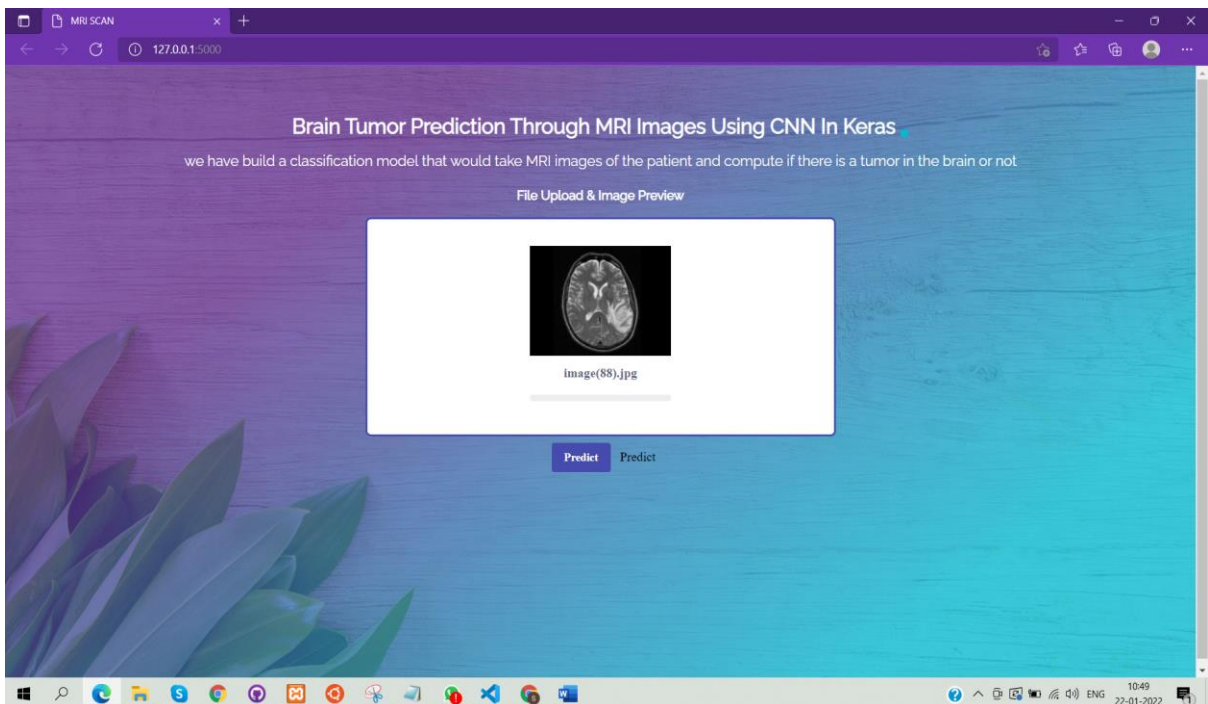 MRI SCAN
127.0.0.1:5000
Brain Tumor Prediction Through MRI Images Using CNN In Keras
we have build a classification model that would take MRI images of the patient and compute if there is a tumor in the brain or not
File Upload & Image Preview
image(88).jpg
Predict Predict
ENG
10:49
22-01-2022